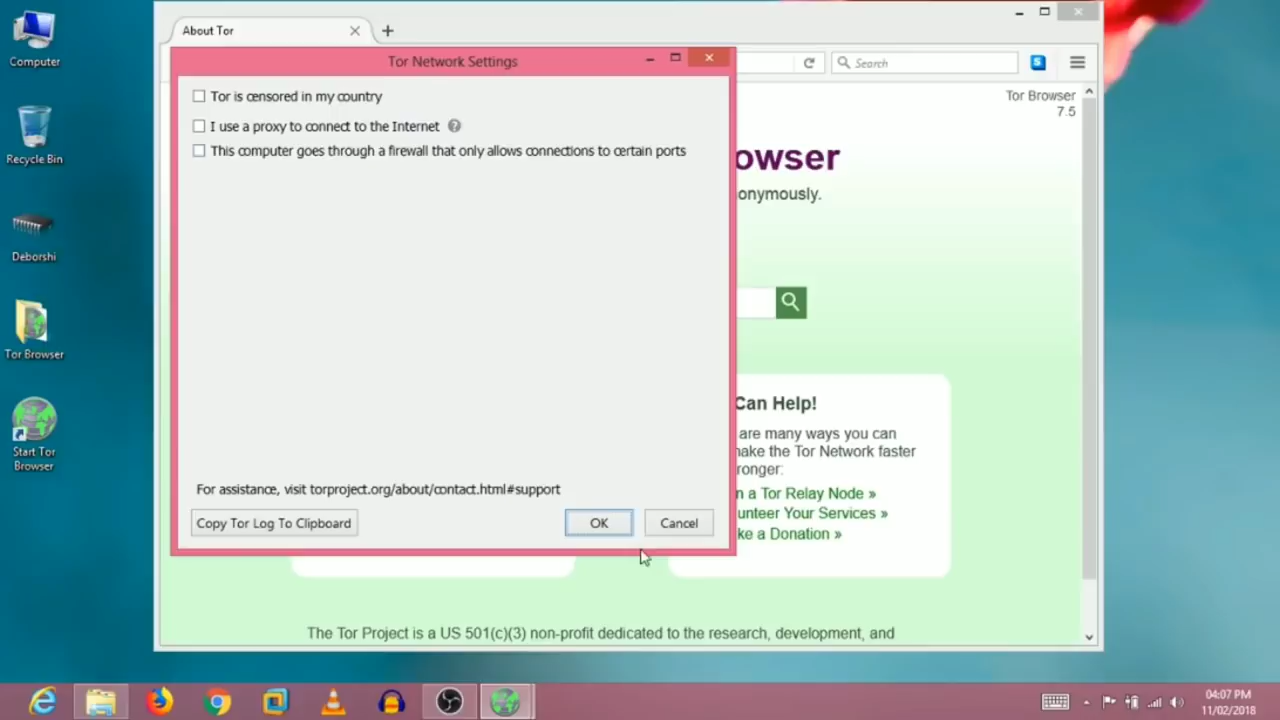 Computer
Recycle Bin
Deborshi
Tor Browser
Start Tor
Browser
About Tor
Search
Tor Browser
7.5
owser
onymously.
Can Help!
are many ways you can
make the Tor Network faster
ronger:
n a Tor Relay Node »
unteer Your Services »
ke a Donation »
The Tor Project is a US 501(c)(3) non-profit dedicated to the research, development, and
Tor Network Settings
Tor is censored in my country
I use a proxy to connect to the Internet
This computer goes through a firewall that only allows connections to certain ports
For assistance, visit torproject.org/about/contact.html#support
Copy Tor Log To Clipboard
OK
Cancel
04:07 PM
11/02/2018